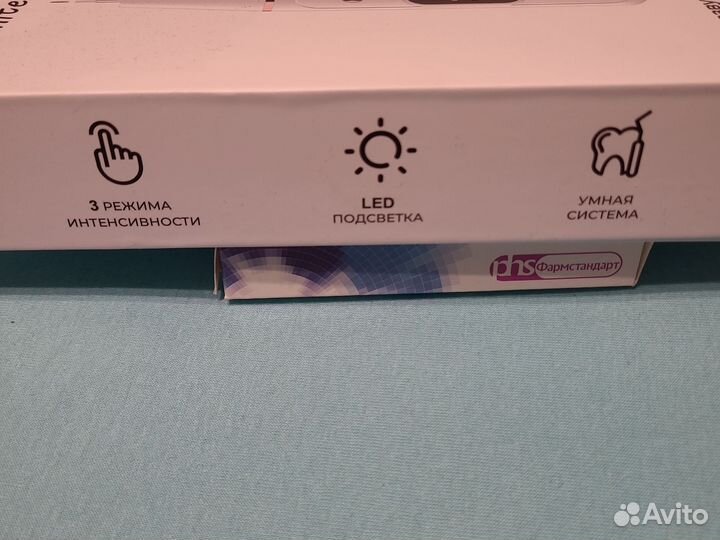 3 РЕЖИМА
ИНТЕНСИВНОСТИ
LED
ПОДСВЕТКА
УМНАЯ
СИСТЕМА
phs Фармстандарт
Avito